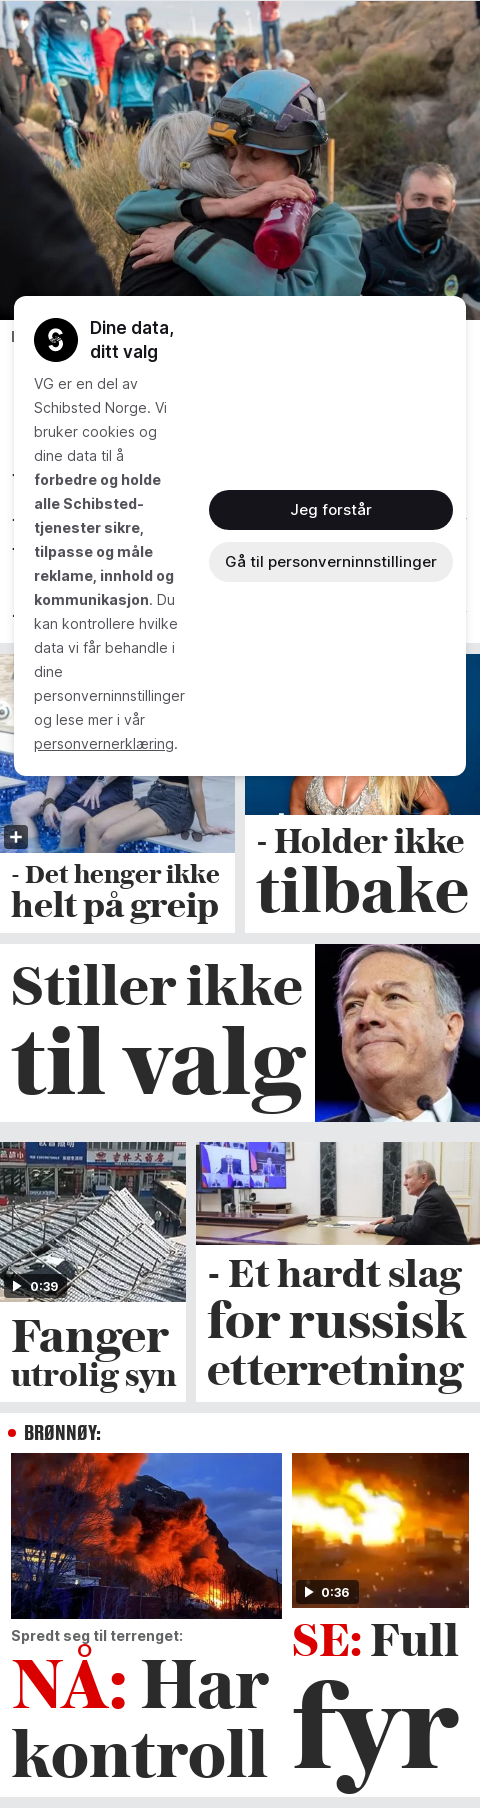 Dine data,
ditt valg
VG er en del av
Schibsted Norge. Vi
bruker cookies og
dine data til å
forbedre og holde
alle Schibsted-
tjenester sikre,
tilpasse og måle
reklame, innhold og
kommunikasjon. Du
kan kontrollere hvilke
data vi får behandle i
dine
personverninnstillinger
og lese mer i vår
personvernerklæring.
Jeg forstår
Gå til personverninnstillinger
- Det henger ikke
helt på greip
- Holder ikke
tilbake
Stiller ikke
til valg
0:39
Fanger
utrolig syn
- Et hardt slag
for russisk
etterretning
BRØNNØY:
Spredt seg til terrenget:
NÅ: Har
kontroll
0:36
SE: Full
fyr